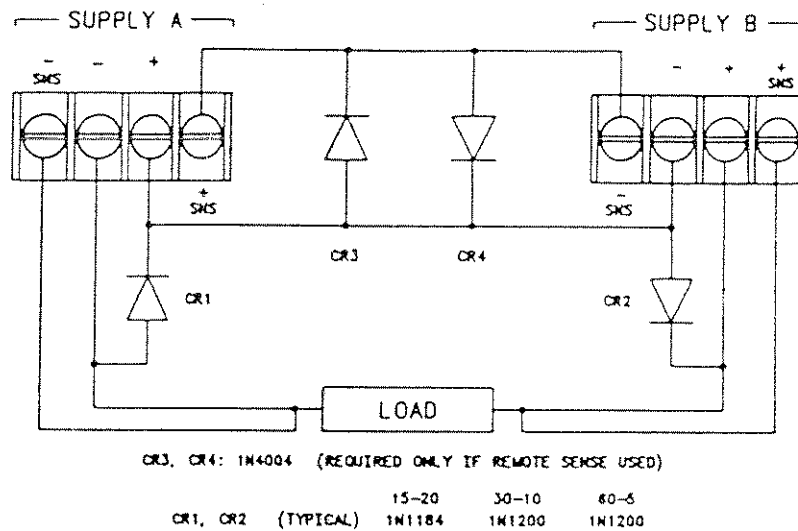 SUPPLY A
SUPPLY B
- - +
SNS
- + +
SNS
+
SNS
-
SNS
CR3 CR4
CR1
CR2
LOAD
CR3, CR4: 1N4004 (REQUIRED ONLY IF REMOTE SENSE USED)
15-20 30-10 60-5
CR1, CR2 (TYPICAL) 1N1184 1N1200 1N1200